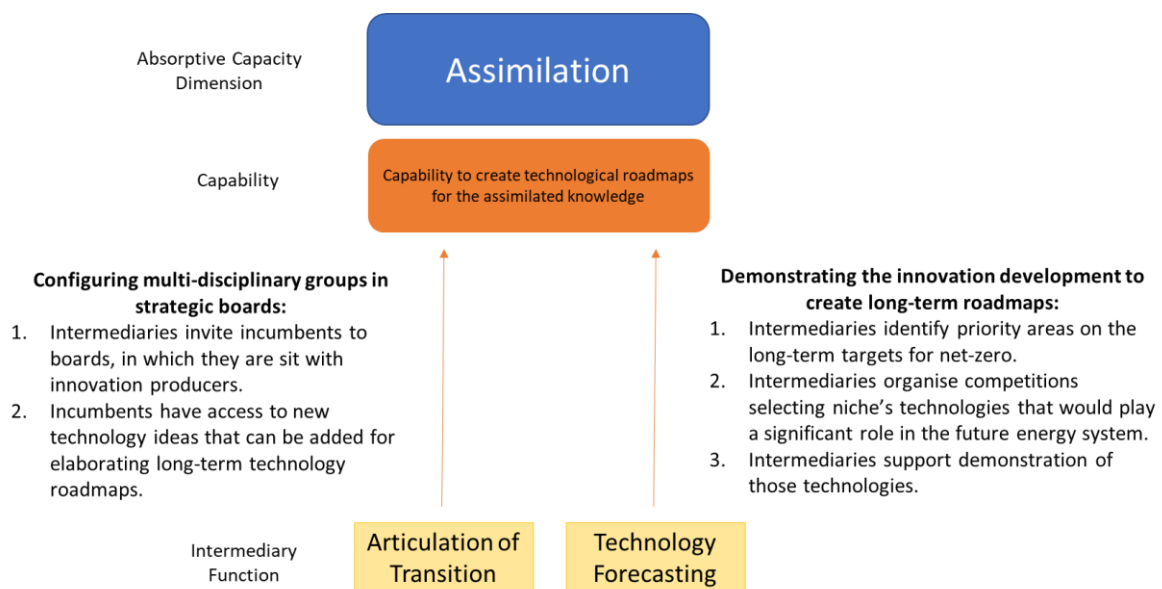 Absorptive Capacity
Dimension
Assimilation
Capability
Capability to create technological roadmaps
for the assimilated knowledge
Configuring multi-disciplinary groups in
strategic boards:
1. Intermediaries invite incumbents to
boards, in which they are sit with
innovation producers.
2. Incumbents have access to new
technology ideas that can be added for
elaborating long-term technology
roadmaps.
Demonstrating the innovation development to
create long-term roadmaps:
1. Intermediaries identify priority areas on the
long-term targets for net-zero.
2. Intermediaries organise competitions
selecting niche’s technologies that would play
a significant role in the future energy system.
3. Intermediaries support demonstration of
those technologies.
Intermediary
Function
Articulation of
Transition
Technology
Forecasting